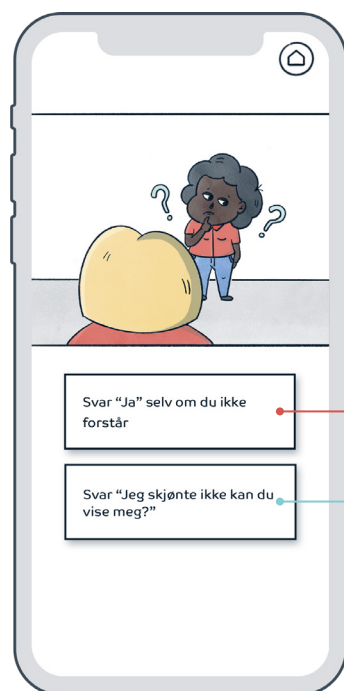 ? ?
Svar “Ja” selv om du ikke
forstår
Svar “Jeg skjønte ikke kan du
vise meg?”